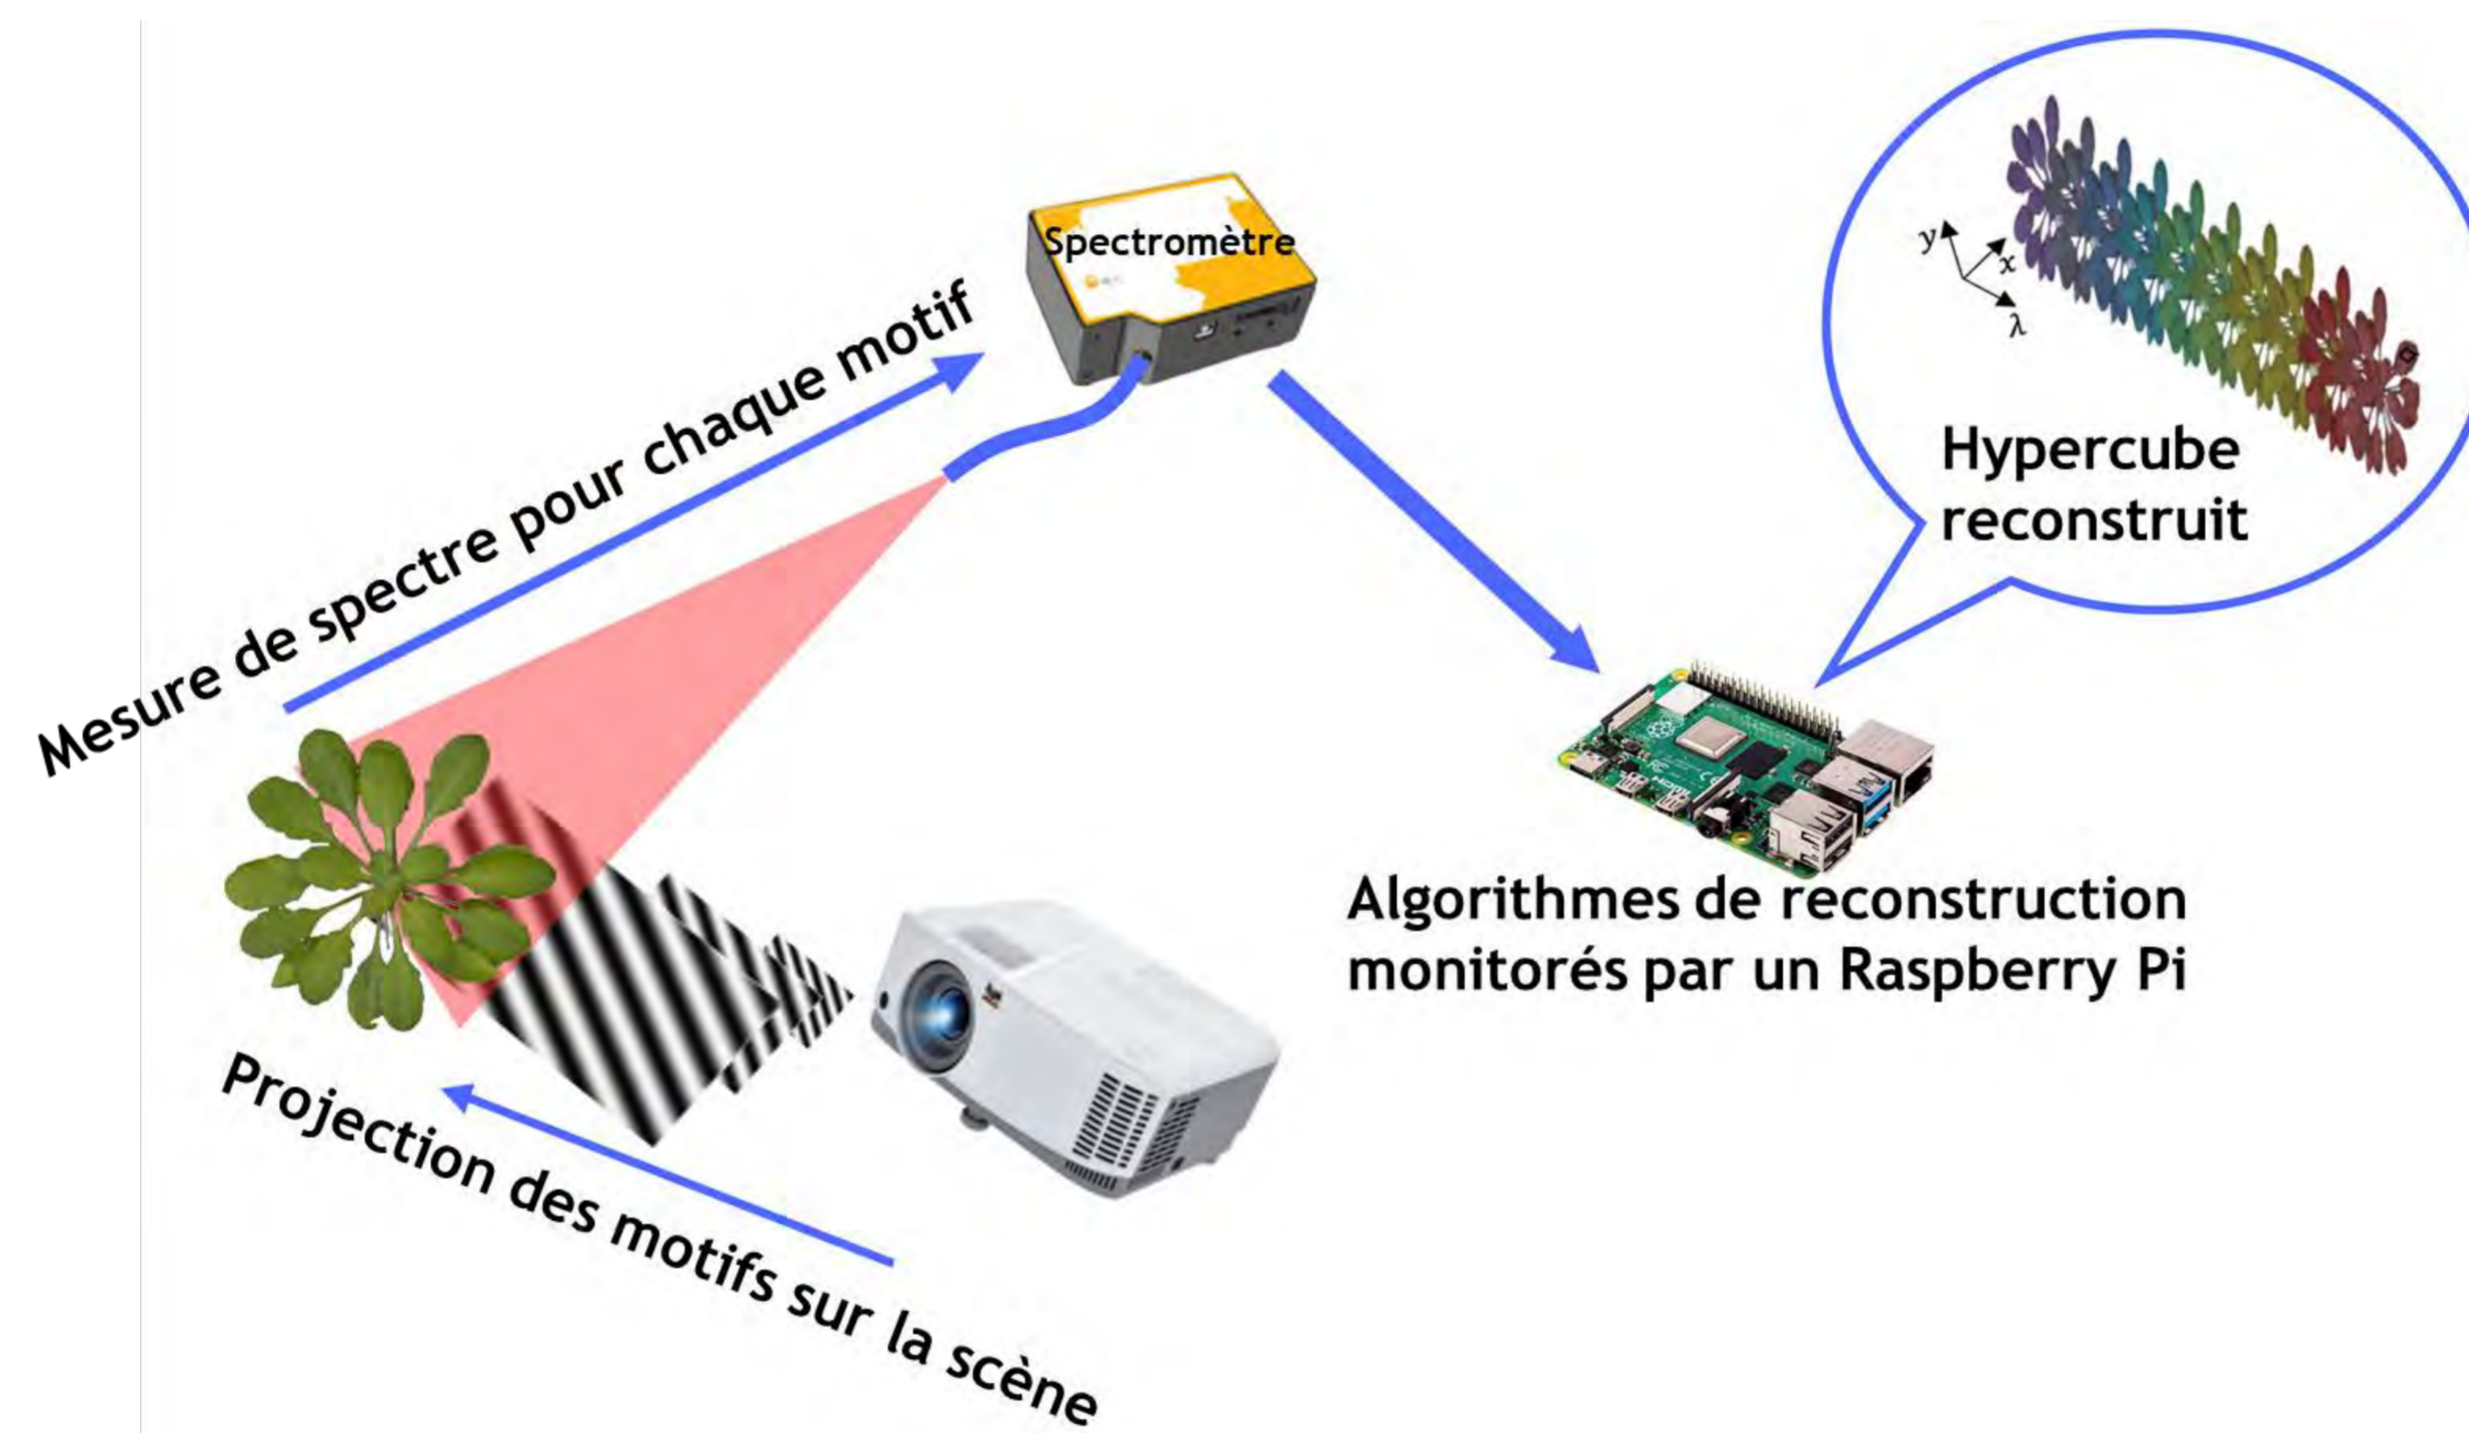 Spectromètre
Mesure de spectre pour chaque motif
y
x
λ
Hypercube
reconstruit
Algorithmes de reconstruction
monitorés par un Raspberry Pi
Projection des motifs sur la scène